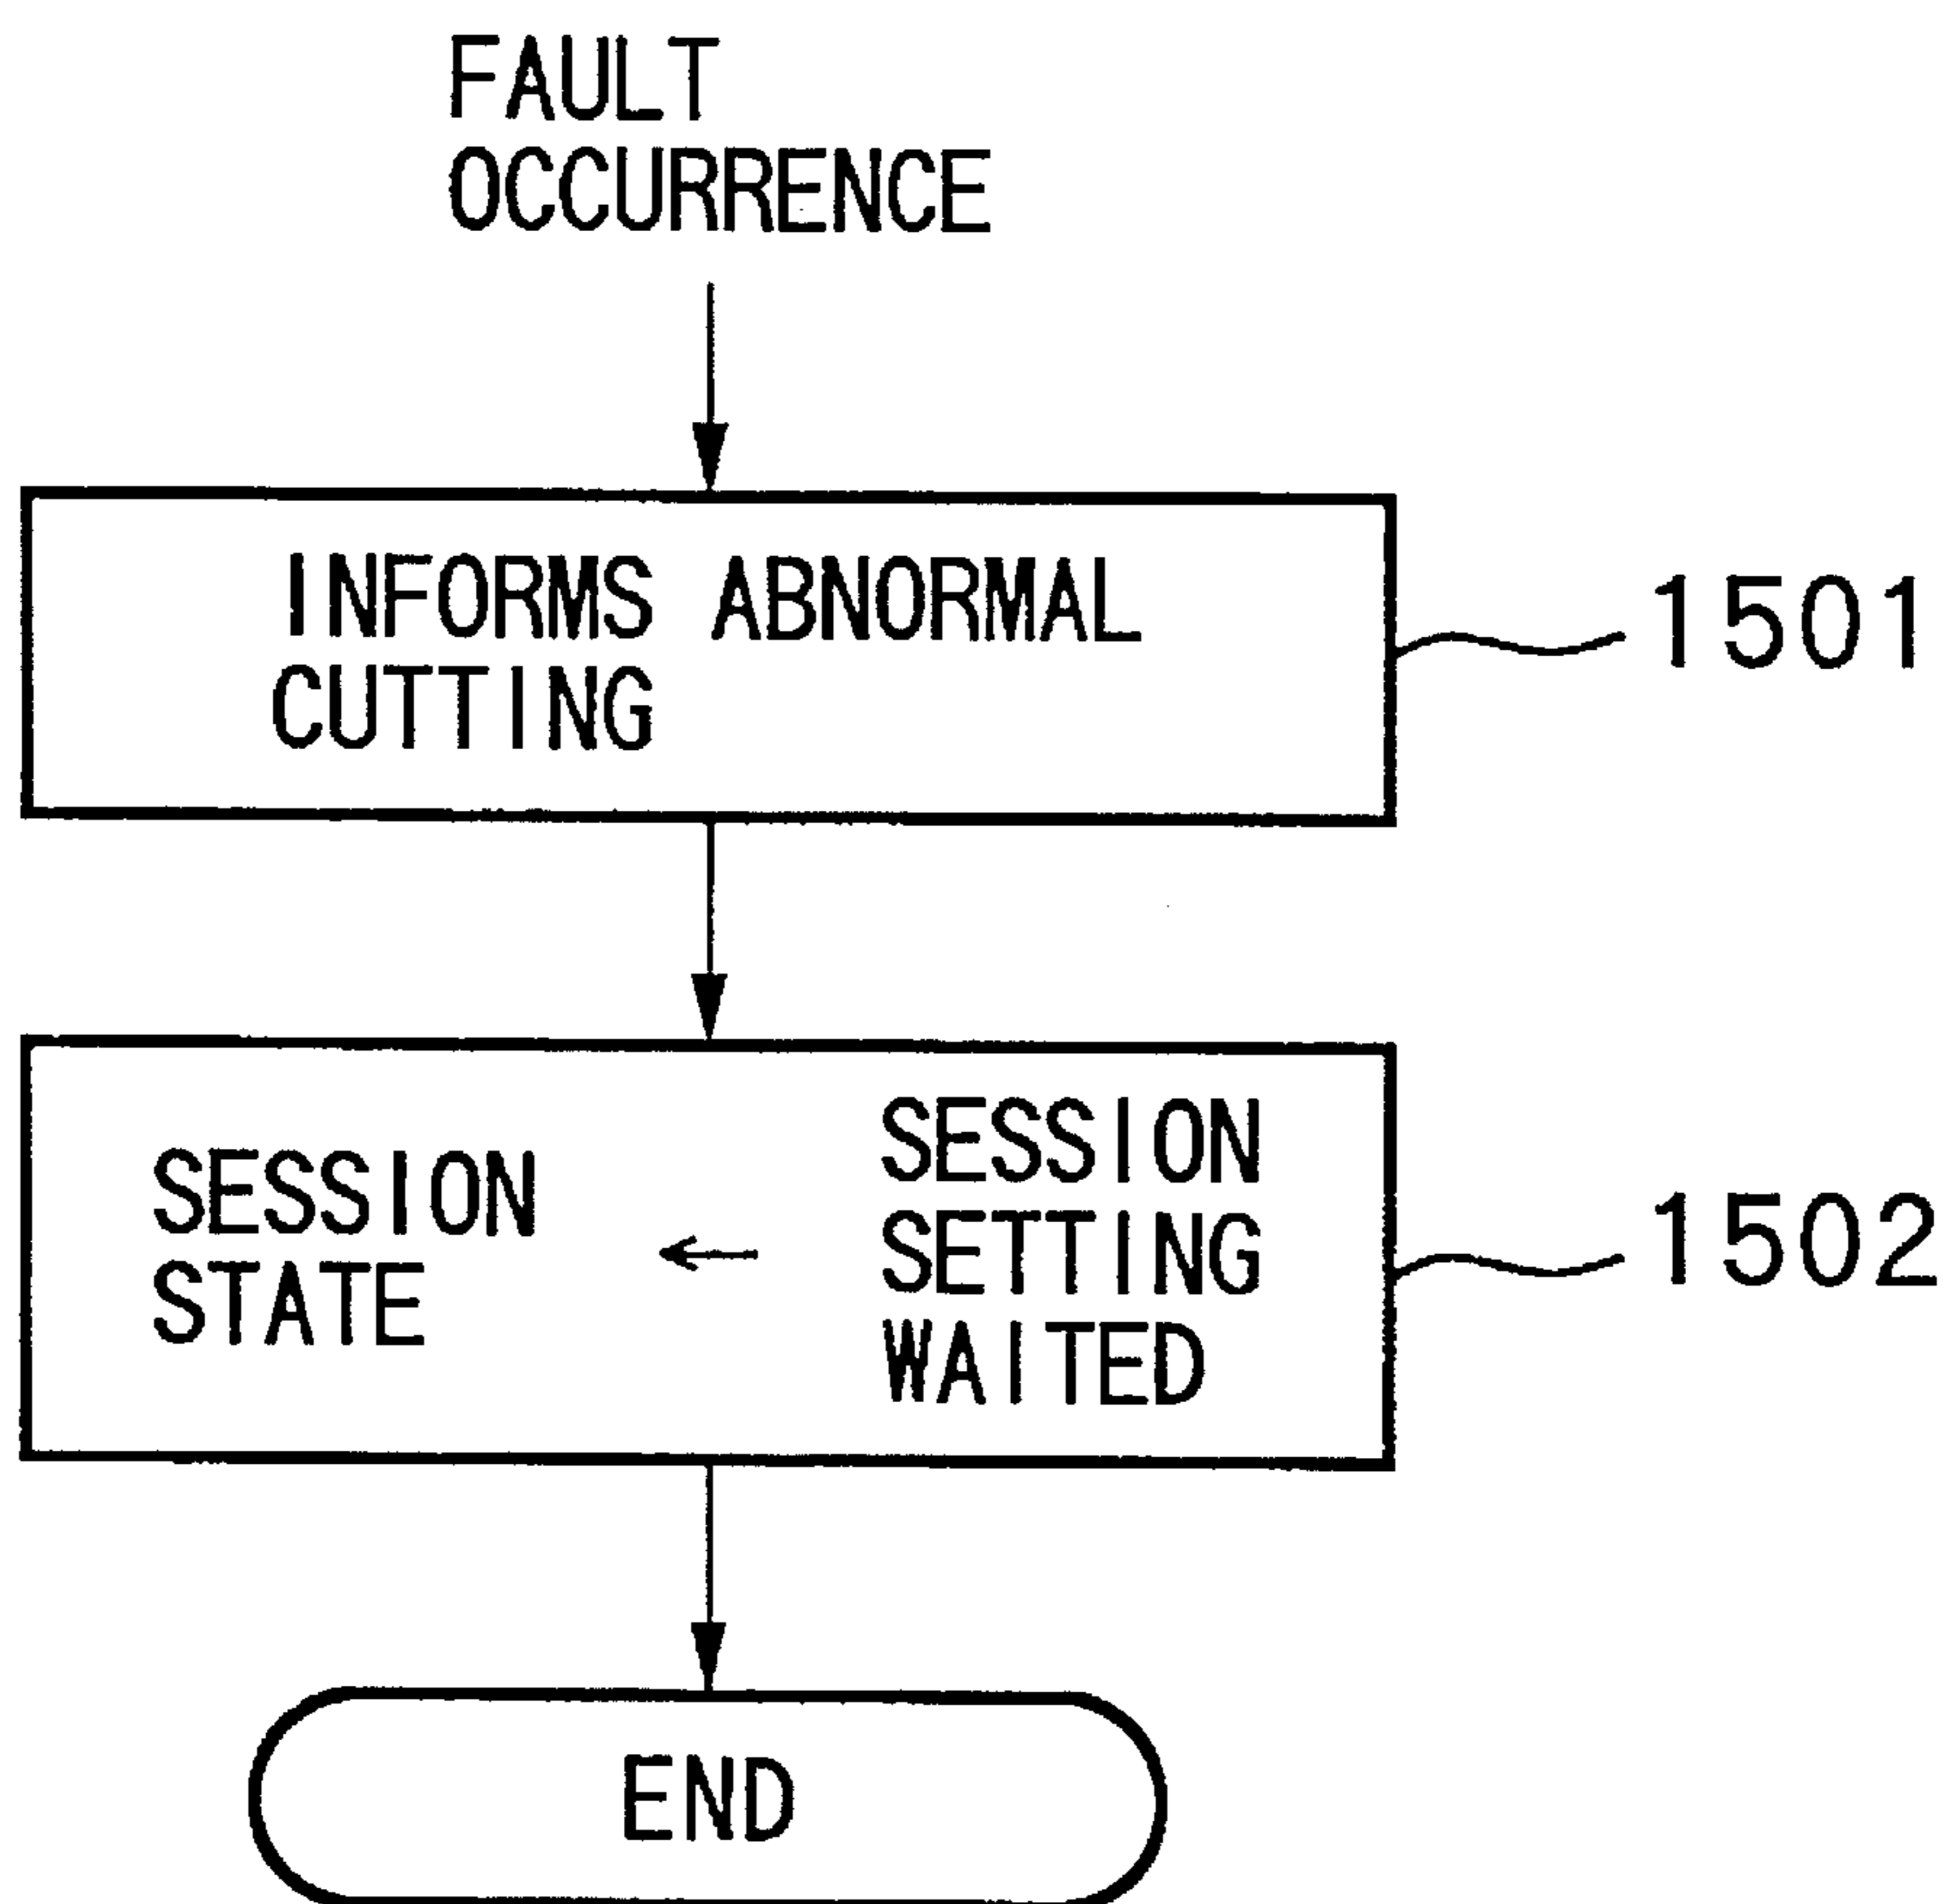 FAULT
OCCURRENCE
INFORMS ABNORMAL
CUTTING
1501
SESSION
STATE
←
SESSION
SETTING
WAITED
1502
END